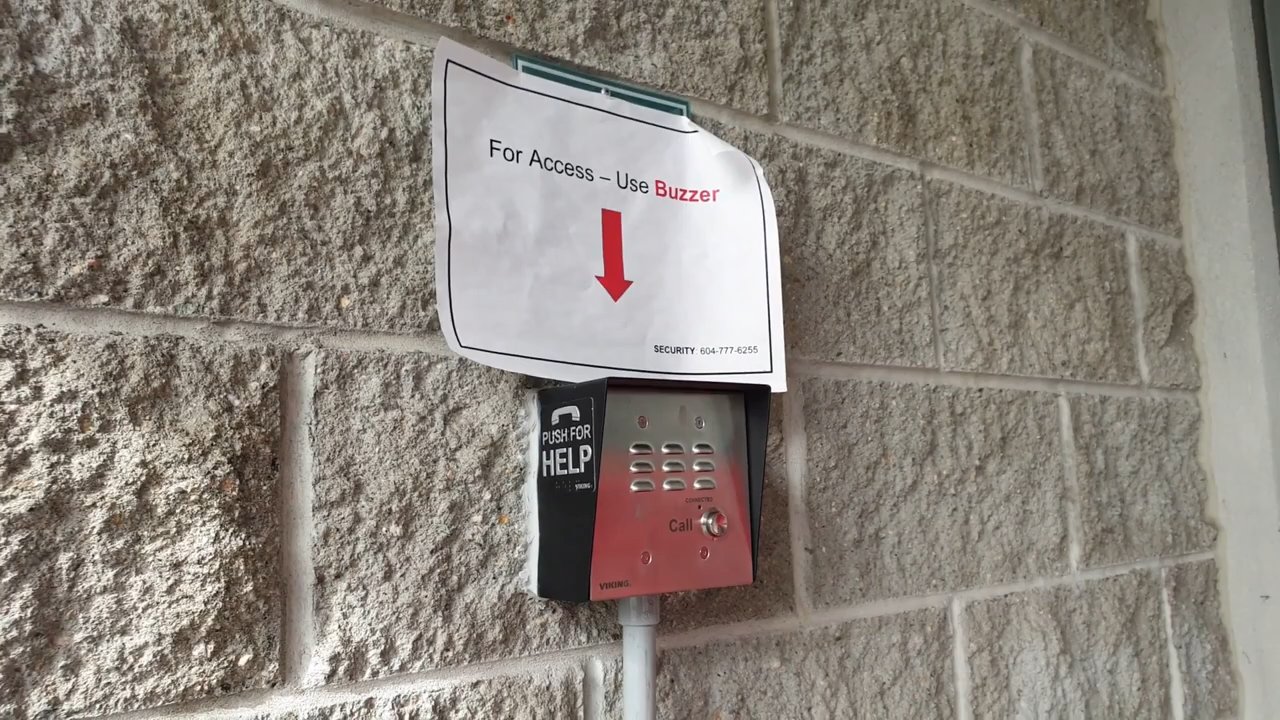 For Access – Use Buzzer
SECURITY: 604-777-6255
PUSH FOR
HELP
VIKING
CONNECTED
Call
VIKING